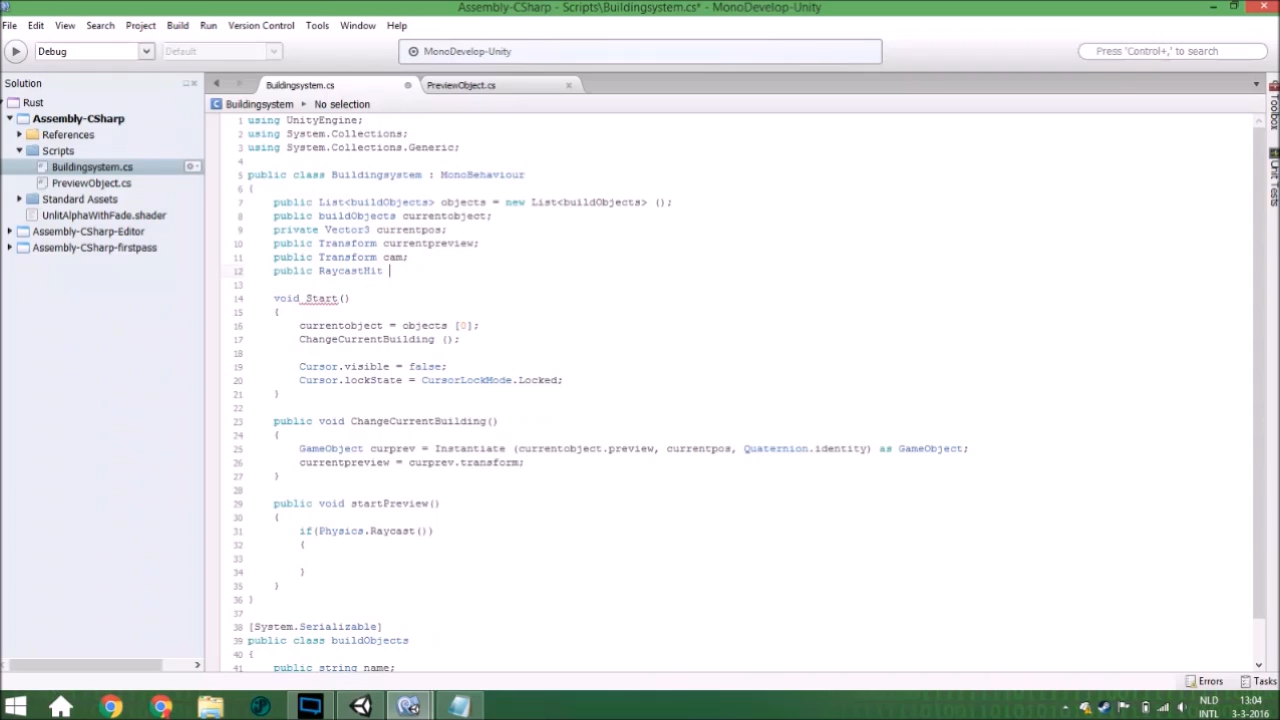 Assembly-CSharp - Scripts\Buildingsystem.cs* - MonoDevelop-Unity
File Edit View Search Project Build Run Version Control Tools Window Help
Debug Default MonoDevelop-Unity Press 'Control+,' to search
Solution Buildingsystem.cs PreviewObject.cs
Buildingsystem No selection
Rust
Assembly-CSharp
References
Scripts
Buildingsystem.cs
PreviewObject.cs
Standard Assets
UnlitAlphaWithFade.shader
Assembly-CSharp-Editor
Assembly-CSharp-firstpass
1 using UnityEngine;
2 using System.Collections;
3 using System.Collections.Generic;
4
5 public class Buildingsystem : MonoBehaviour
6 {
7 public List<buildObjects> objects = new List<buildObjects> ();
8 public buildObjects currentobject;
9 private Vector3 currentpos;
10 public Transform currentpreview;
11 public Transform cam;
12 public RaycastHit
13
14 void Start()
15 {
16 currentobject = objects [0];
17 ChangeCurrentBuilding ();
18
19 Cursor.visible = false;
20 Cursor.lockState = CursorLockMode.Locked;
21 }
22
23 public void ChangeCurrentBuilding()
24 {
25 GameObject curprev = Instantiate (currentobject.preview, currentpos, Quaternion.identity) as GameObject;
26 currentpreview = curprev.transform;
27 }
28
29 public void startPreview()
30 {
31 if(Physics.Raycast())
32 {
33
34 }
35 }
36 }
37
38 [System.Serializable]
39 public class buildObjects
40 {
41 public string name;
Toolbox
Unit Tests
Errors Tasks
NLD 13:04
INTL 3-3-2016